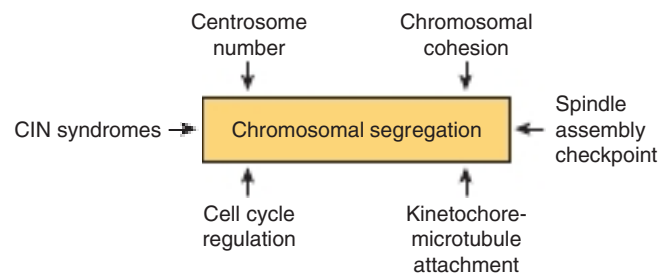 Centrosome
number
Chromosomal
cohesion
CIN syndromes
Chromosomal segregation
Spindle
assembly
checkpoint
Cell cycle
regulation
Kinetochore-
microtubule
attachment